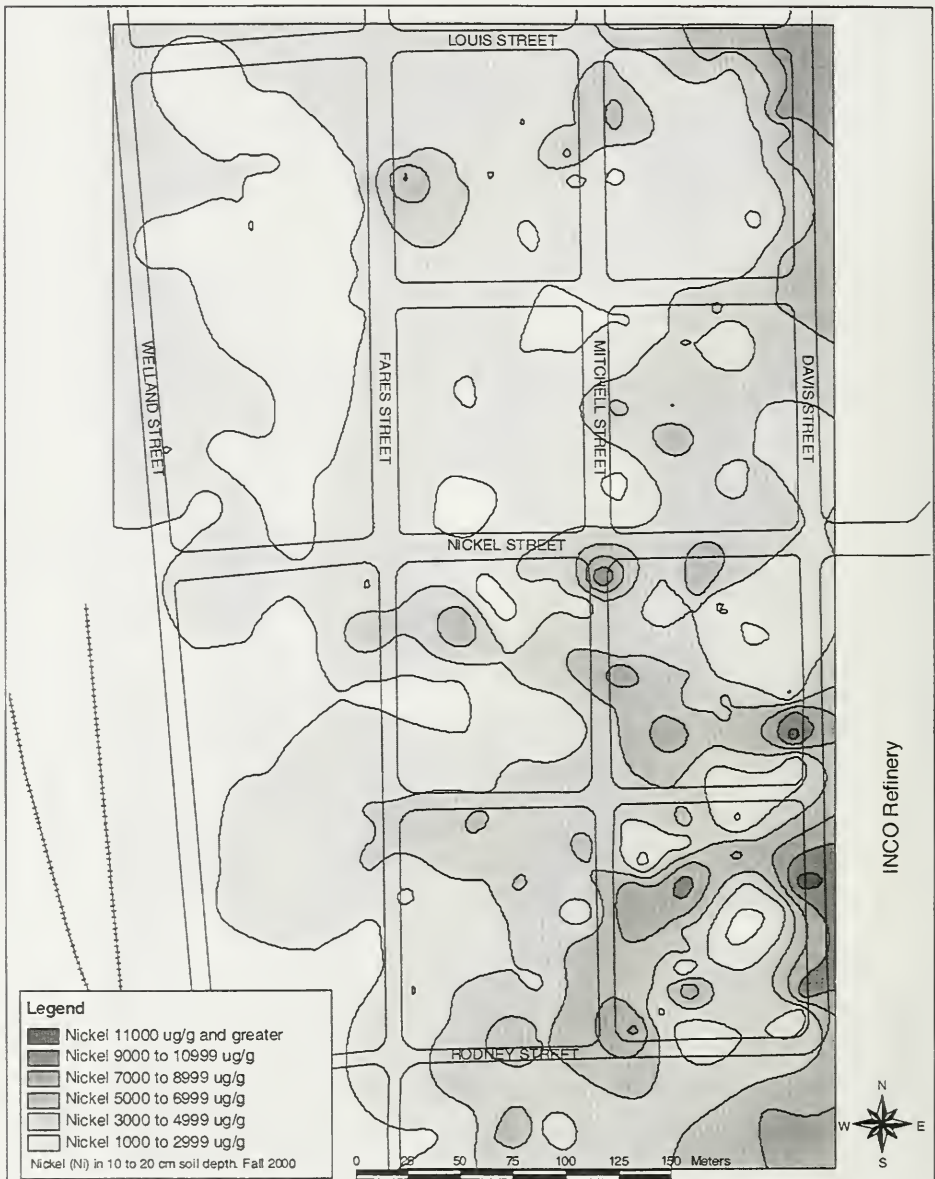 LOUIS STREET
WELLAND STREET
FARES STREET
MITCHELL STREET
DAVIS STREET
NICKEL STREET
INCO Refinery
RODNEY STREET
Legend
Nickel 11000 ug/g and greater
Nickel 9000 to 10999 ug/g
Nickel 7000 to 8999 ug/g
Nickel 5000 to 6999 ug/g
Nickel 3000 to 4999 ug/g
Nickel 1000 to 2999 ug/g
Nickel (Ni) in 10 to 20 cm soil depth. Fall 2000
0 25 50 75 100 125 150 Meters
N
W E
S